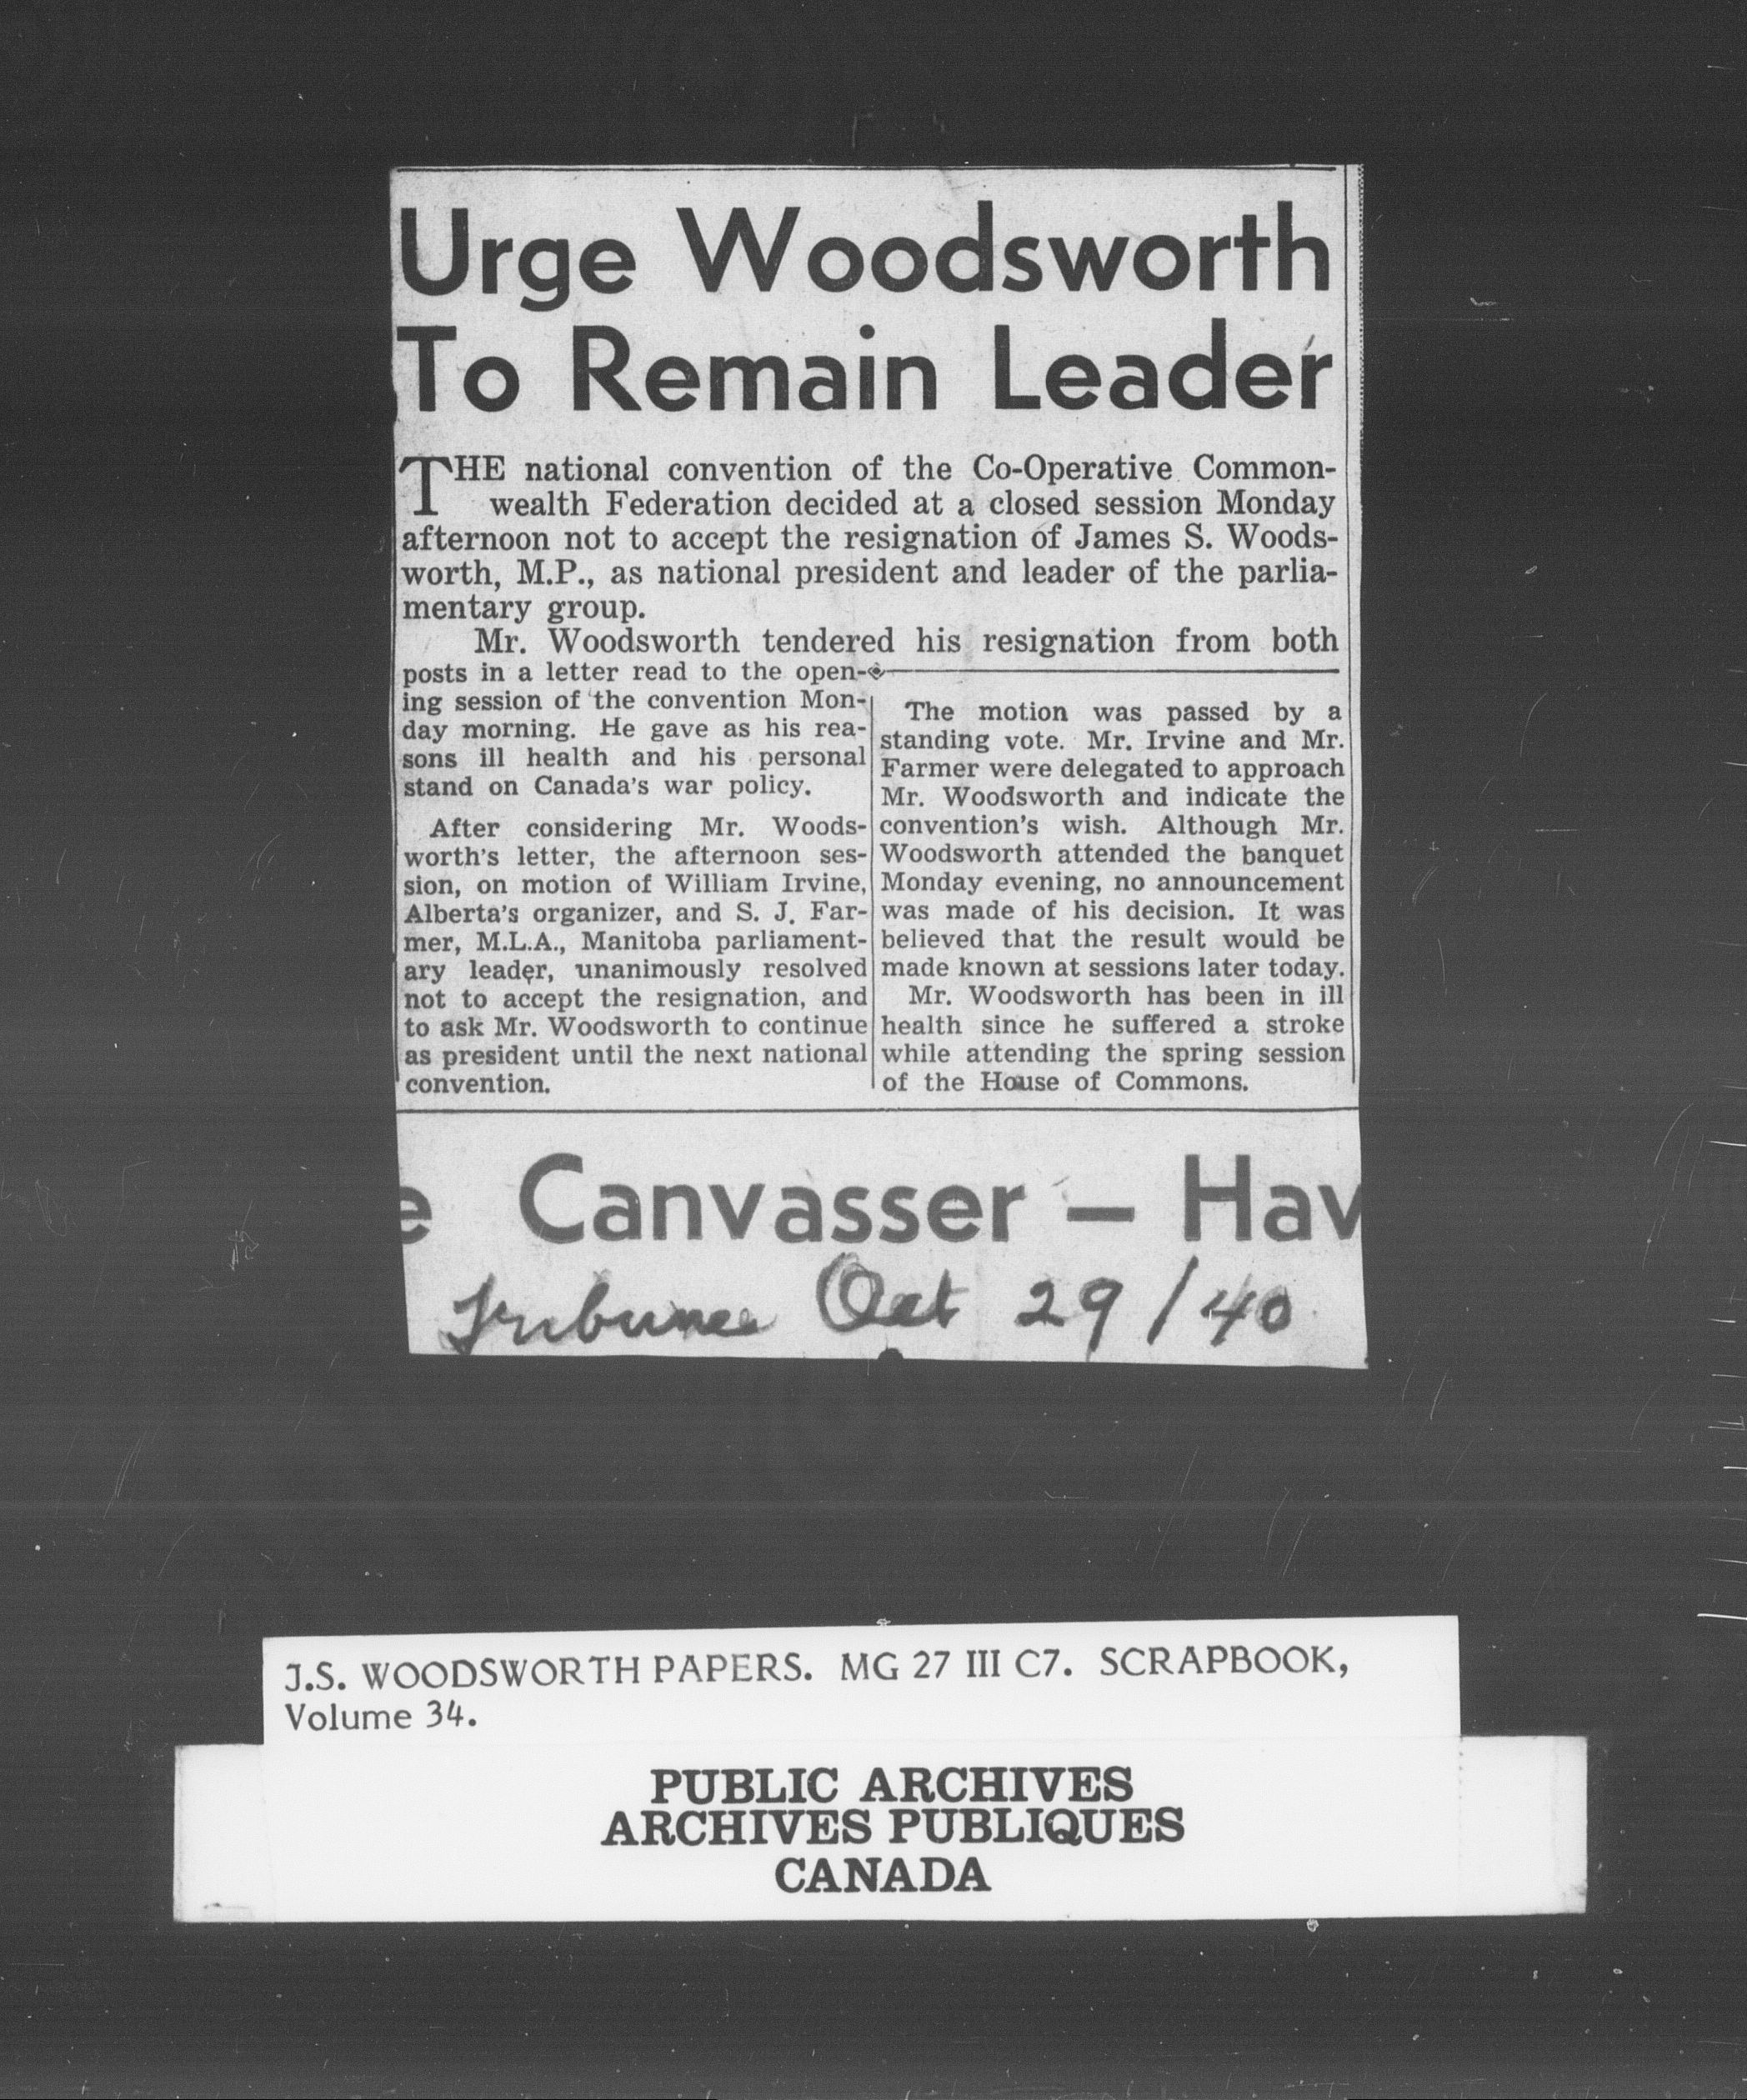 Urge Woodsworth
To Remain Leader
THE national convention of the Co-Operative Common-
wealth Federation decided at a closed session Monday
afternoon not to accept the resignation of James S. Woods-
worth, M.P., as national president and leader of the parlia-
mentary group.
Mr. Woodsworth tendered his resignation from both
posts in a letter read to the open-
ing session of the convention Mon-
day morning. He gave as his rea-
sons ill health and his personal
stand on Canada's war policy.
After considering Mr. Woods-
worth's letter, the afternoon ses-
sion, on motion of William Irvine,
Alberta's organizer, and S. J. Far-
mer, M.L.A., Manitoba parliament-
ary leader, unanimously resolved
not to accept the resignation, and
to ask Mr. Woodsworth to continue
as president until the next national
convention.
The motion was passed by a
standing vote. Mr. Irvine and Mr.
Farmer were delegated to approach
Mr. Woodsworth and indicate the
convention's wish. Although Mr.
Woodsworth attended the banquet
Monday evening, no announcement
was made of his decision. It was
believed that the result would be
made known at sessions later today.
Mr. Woodsworth has been in ill
health since he suffered a stroke
while attending the spring session
of the House of Commons.
e Canvasser — Hav
Tribune Oct 29/40
J.S. WOODSWORTH PAPERS. MG 27 III C7. SCRAPBOOK,
Volume 34.
PUBLIC ARCHIVES
ARCHIVES PUBLIQUES
CANADA